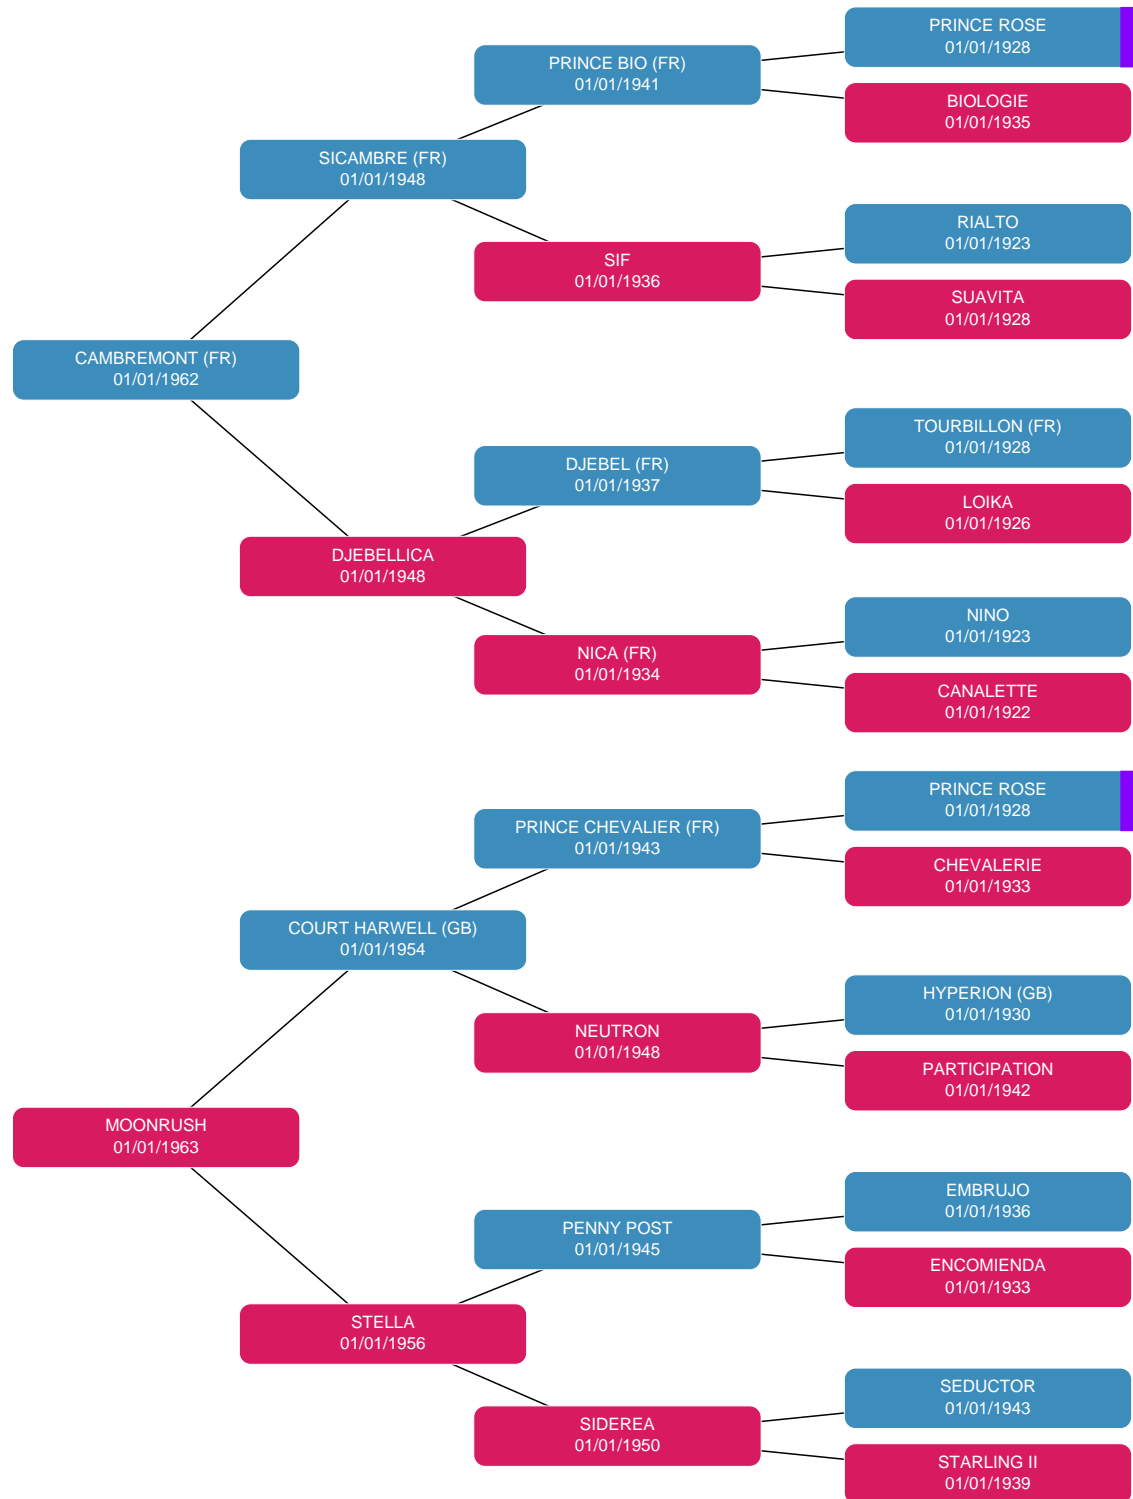 PRINCE ROSE
01/01/1928
PRINCE BIO (FR)
01/01/1941
BIOLOGIE
01/01/1935
SICAMBRE (FR)
01/01/1948
RIALTO
01/01/1923
SIF
01/01/1936
SUAVITA
01/01/1928
CAMBREMONT (FR)
01/01/1962
TOURBILLON (FR)
01/01/1928
DJEBEL (FR)
01/01/1937
LOIKA
01/01/1926
DJEBELLICA
01/01/1948
NINO
01/01/1923
NICA (FR)
01/01/1934
CANALETTE
01/01/1922
PRINCE ROSE
01/01/1928
PRINCE CHEVALIER (FR)
01/01/1943
CHEVALERIE
01/01/1933
COURT HARWELL (GB)
01/01/1954
HYPERION (GB)
01/01/1930
NEUTRON
01/01/1948
PARTICIPATION
01/01/1942
MOONRUSH
01/01/1963
EMBRUJO
01/01/1936
PENNY POST
01/01/1945
ENCOMIENDA
01/01/1933
STELLA
01/01/1956
SEDUCTOR
01/01/1943
SIDEREA
01/01/1950
STARLING II
01/01/1939